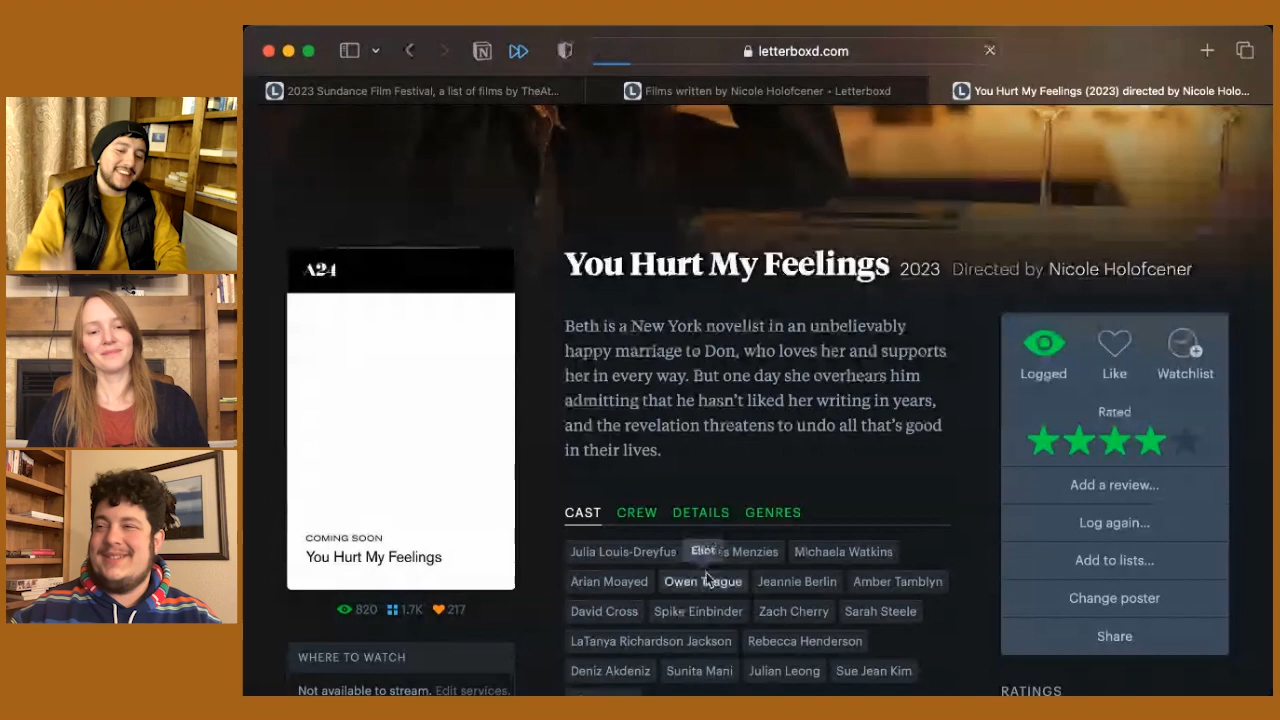 letterboxd.com
2023 Sundance Film Festival, a list of films by TheAt...
Films written by Nicole Holofcener • Letterboxd
You Hurt My Feelings (2023) directed by Nicole Holo...
A24
COMING SOON
You Hurt My Feelings
820 1.7K 217
WHERE TO WATCH
Not available to stream. Edit services.
You Hurt My Feelings 2023 Directed by Nicole Holofcener
Beth is a New York novelist in an unbelievably
happy marriage to Don, who loves her and supports
her in every way. But one day she overhears him
admitting that he hasn't liked her writing in years,
and the revelation threatens to undo all that's good
in their lives.
CAST CREW DETAILS GENRES
Julia Louis-Dreyfus Eliot Menzies Michaela Watkins
Arian Moayed Owen Teague Jeannie Berlin Amber Tamblyn
David Cross Spike Einbinder Zach Cherry Sarah Steele
LaTanya Richardson Jackson Rebecca Henderson
Deniz Akdeniz Sunita Mani Julian Leong Sue Jean Kim
Logged Like Watchlist
Rated
Add a review...
Log again...
Add to lists...
Change poster
Share
RATINGS